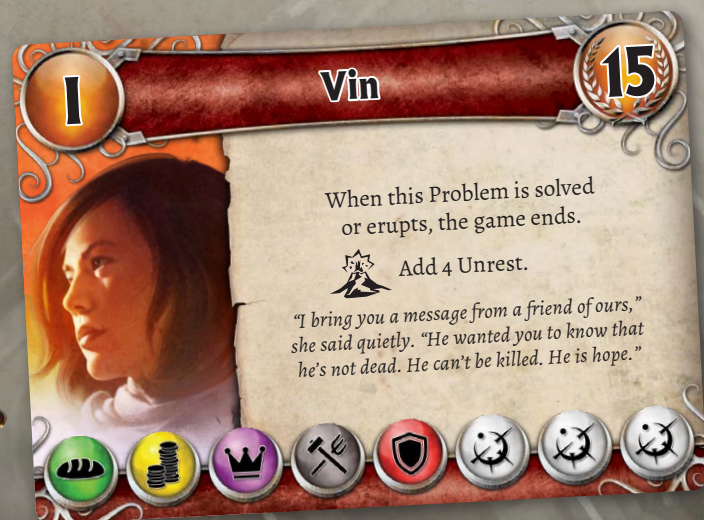 I
Vin
15
When this Problem is solved
or erupts, the game ends.
Add 4 Unrest.
“I bring you a message from a friend of ours,”
she said quietly. “He wanted you to know that
he’s not dead. He can’t be killed. He is hope.”